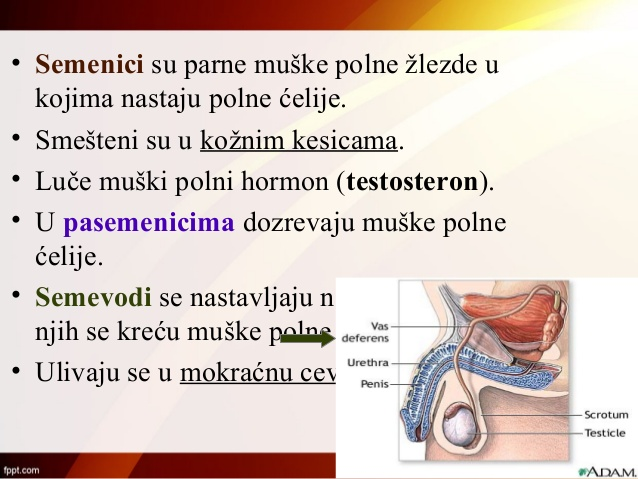 • Semenici su parne muške polne žlezde u
kojima nastaju polne ćelije.
• Smešteni su u kožnim kesicama.
• Luče muški polni hormon (testosteron).
• U pasemenicima dozrevaju muške polne
ćelije.
• Semevodi se nastavljaju
njih se kreću muške polne
• Ulivaju se u mokraćnu
Vas
deferens
Urethra
Penis
Scrotum
Testicle
fppt.com
ADAM.